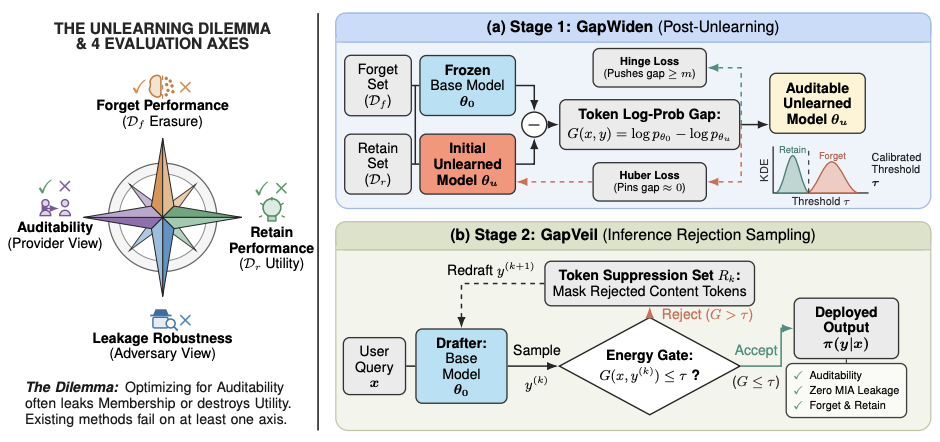 THE UNLEARNING DILEMMA
& 4 EVALUATION AXES
Forget Performance
(𝒟f Erasure)
Auditability
(Provider View)
Retain
Performance
(𝒟r Utility)
Leakage Robustness
(Adversary View)
The Dilemma: Optimizing for Auditability
often leaks Membership or destroys Utility.
Existing methods fail on at least one axis.
(a) Stage 1: GapWiden (Post-Unlearning)
Forget
Set
(𝒟f)
Retain
Set
(𝒟r)
Frozen
Base Model
θ0
Initial
Unlearned
Model θu
−
Hinge Loss
(Pushes gap ≥ m)
Token Log-Prob Gap:
G(x, y) = log pθ0 − log pθu
Huber Loss
(Pins gap ≈ 0)
Auditable
Unlearned
Model θu
KDE
Retain
Forget
Threshold τ
Calibrated
Threshold
τ
(b) Stage 2: GapVeil (Inference Rejection Sampling)
Redraft y(k+1)
Token Suppression Set Rk:
Mask Rejected Content Tokens
Reject (G > τ)
User
Query
x
Drafter:
Base
Model
θ0
Sample
y(k)
Energy Gate:
G(x, y(k)) ≤ τ ?
Accept
(G ≤ τ)
Deployed
Output
π(y|x)
✓ Auditability
✓ Zero MIA Leakage
✓ Forget & Retain